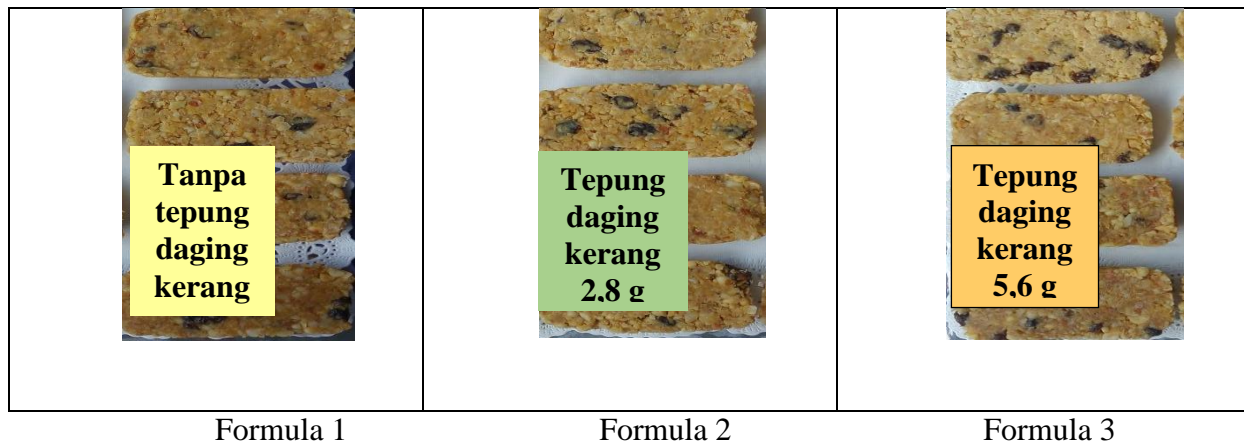 Tanpa
tepung
daging
kerang
Tepung
daging
kerang
2,8 g
Tepung
daging
kerang
5,6 g
Formula 1
Formula 2
Formula 3